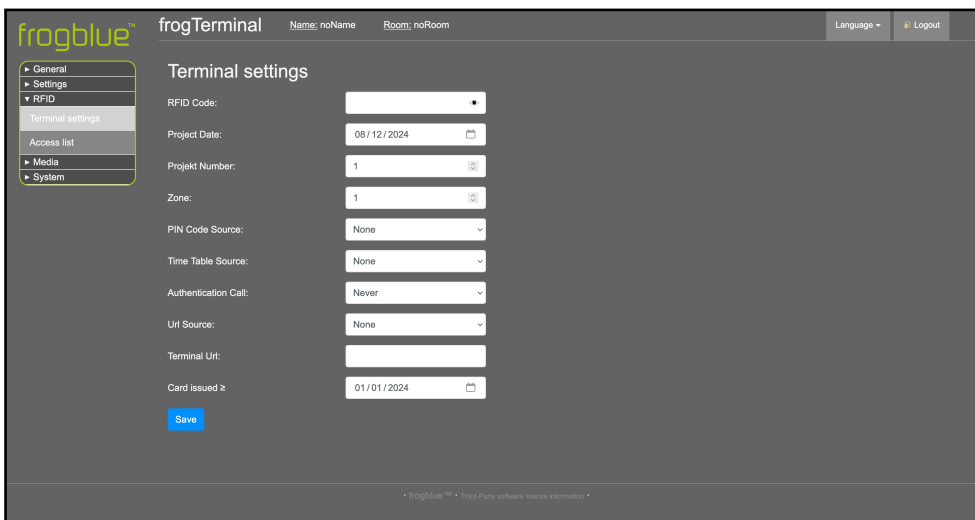 frogblue™
frogTerminal Name: noName Room: noRoom Language Logout
General
Settings
RFID
Terminal settings
Access list
Media
System
Terminal settings
RFID Code:
Project Date: 08/12/2024
Projekt Number: 1
Zone: 1
PIN Code Source: None
Time Table Source: None
Authentication Call: Never
Url Source: None
Terminal Url:
Card issued ≥ 01/01/2024
Save
• frogblue™ • Third-Party software license information •